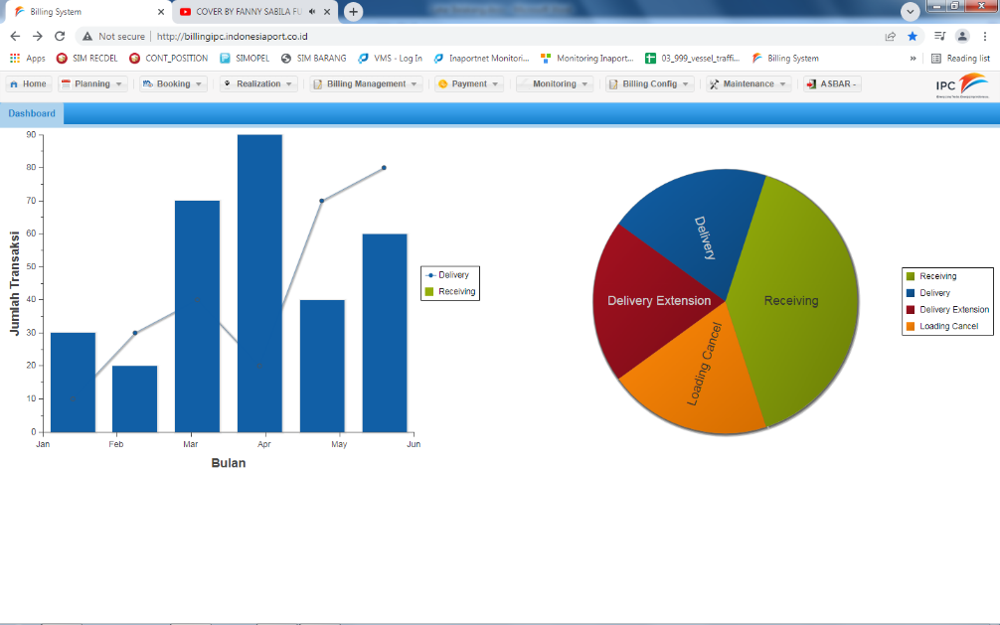 Billing System
COVER BY FANNY SABILA FU
Not secure | http://billingipc.indonesiaport.co.id
Apps SIM RECDEL CONT_POSITION SIMOPEL SIM BARANG VMS - Log In Inaportnet Monitori... Monitoring Inaport... 03_999_vessel_traffi... Billing System » Reading list
Home Planning Booking Realization Billing Management Payment Monitoring Billing Config Maintenance ASBAR -
IPC
Dashboard
90
80
70
60
50
40
30
20
10
0
Jumlah Transaksi
Jan Feb Mar Apr May Jun
Bulan
Delivery
Receiving
Delivery
Delivery Extension
Receiving
Loading Cancel
Receiving
Delivery
Delivery Extension
Loading Cancel